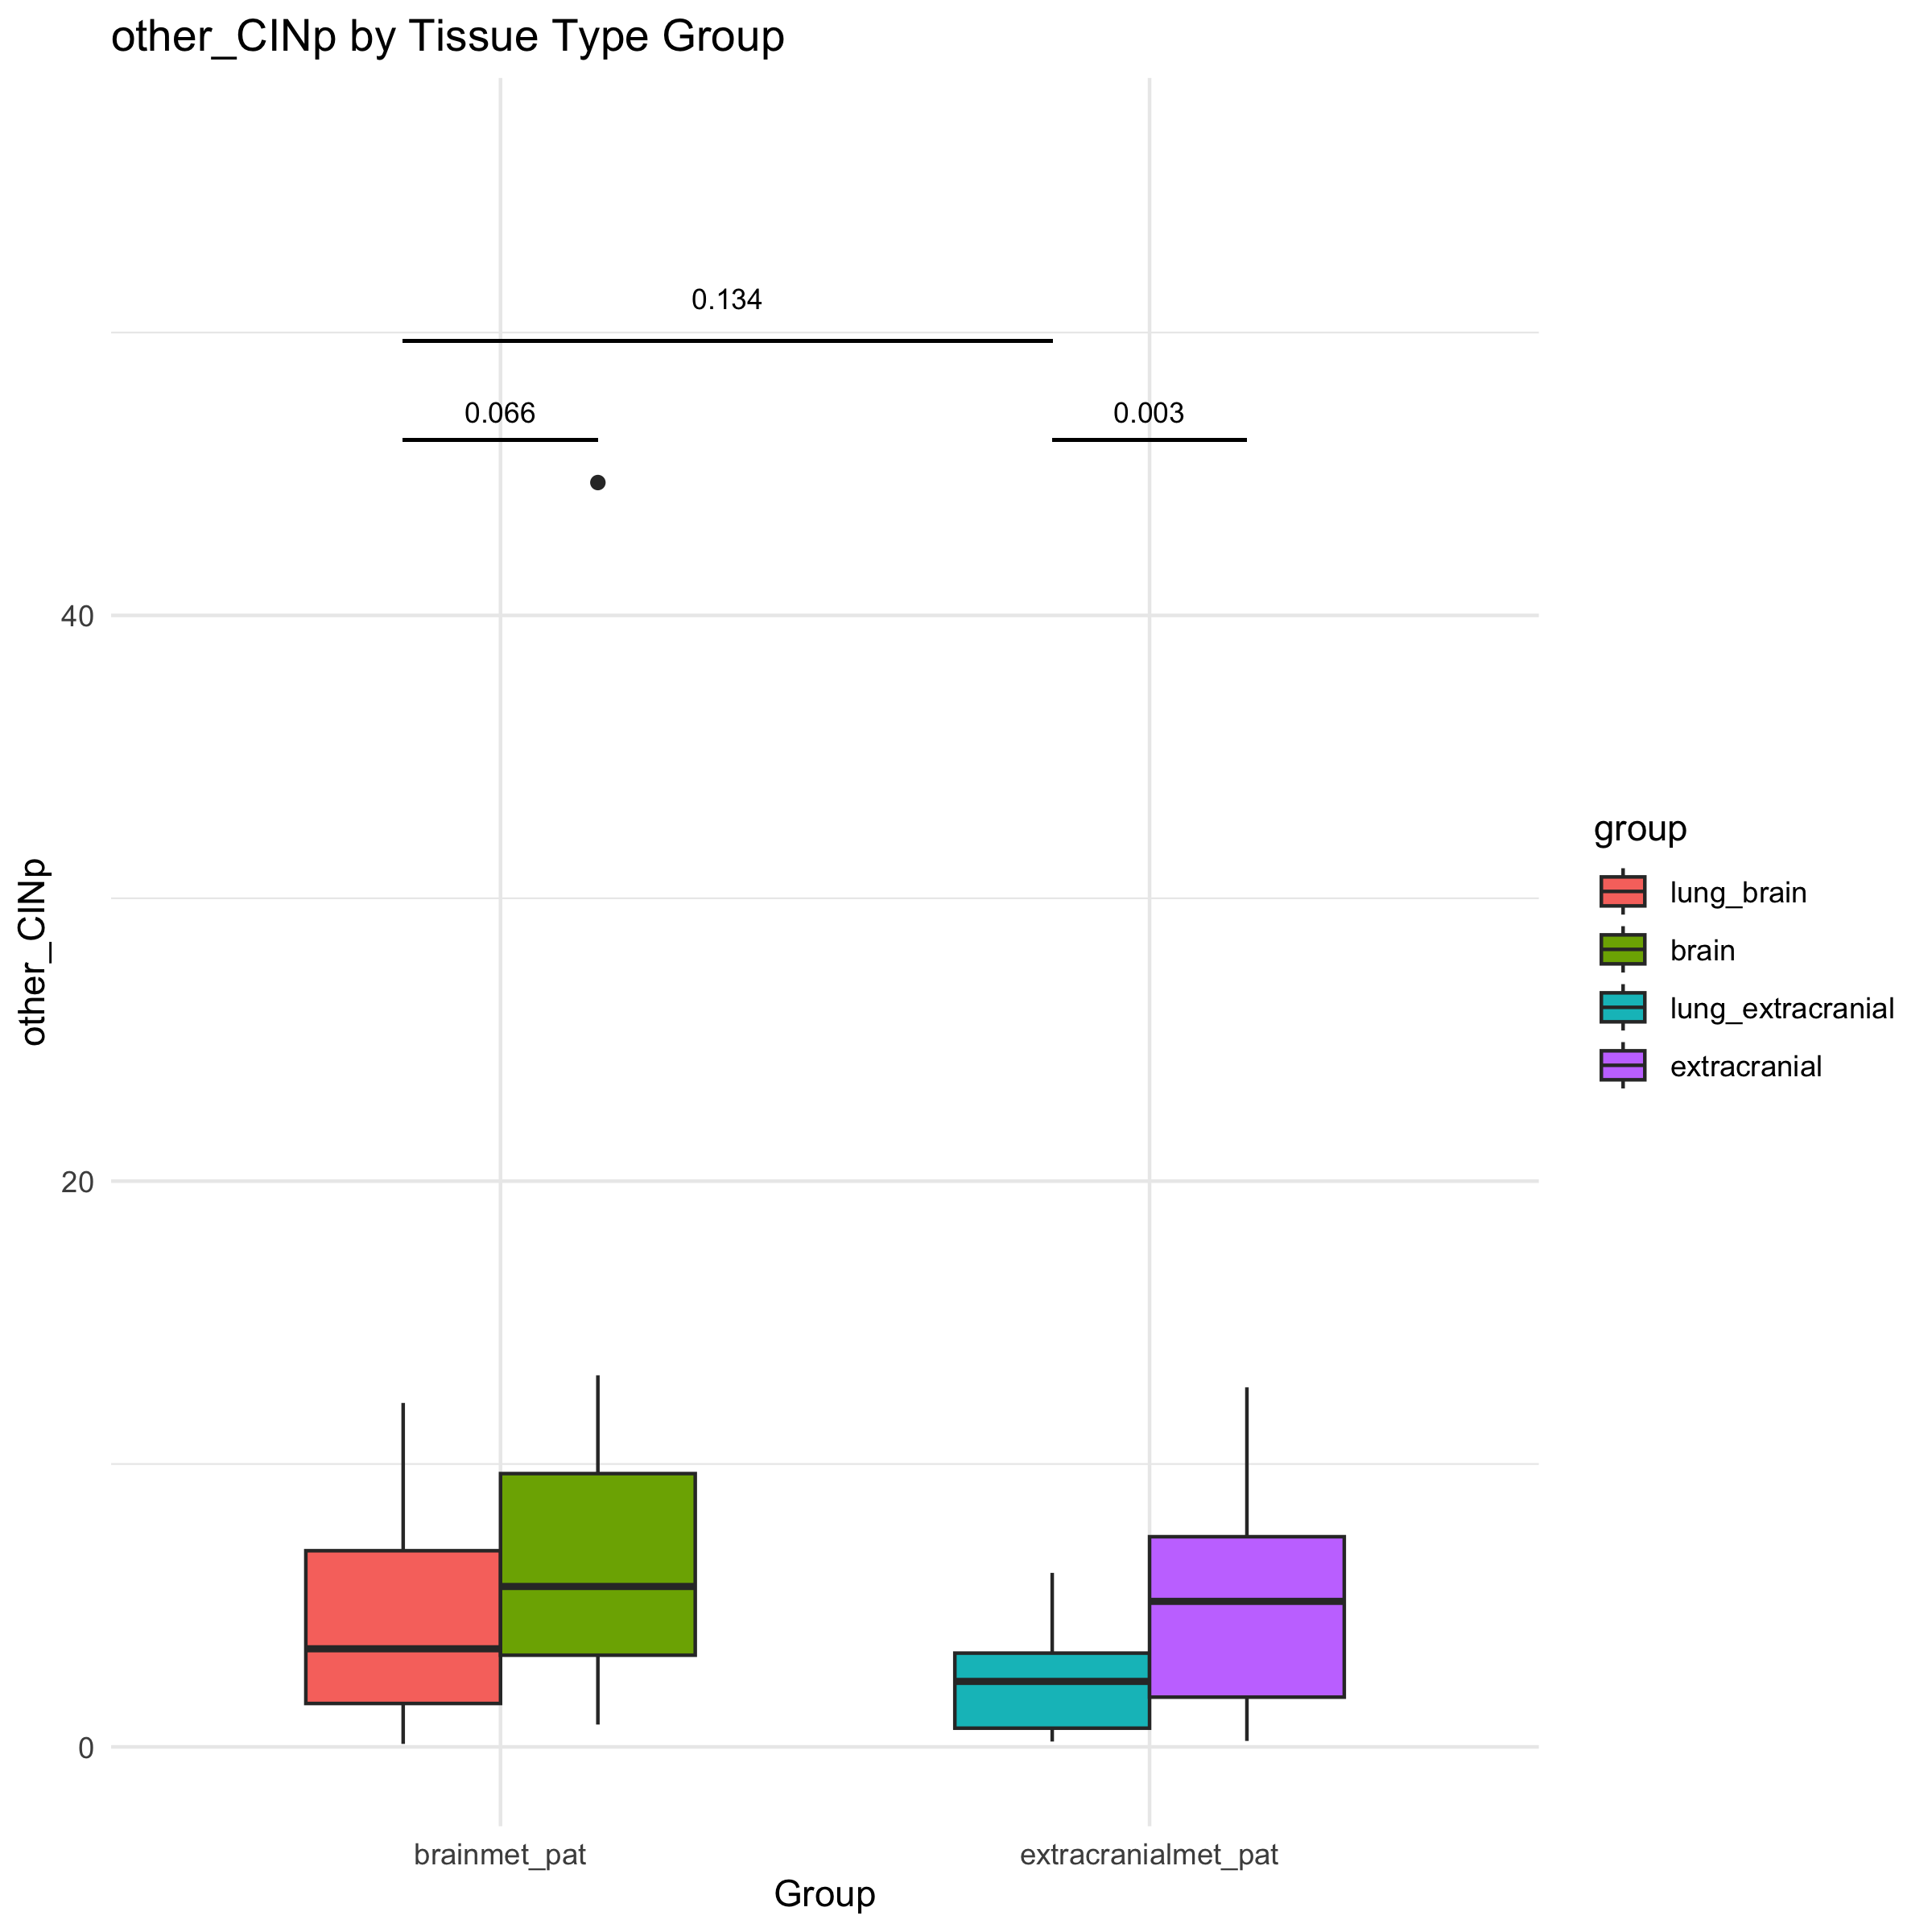 other_CINp by Tissue Type Group
0.134
0.066
0.003
40
20
0
other_CINp
brainmet_pat
extracranialmet_pat
Group
group
lung_brain
brain
lung_extracranial
extracranial